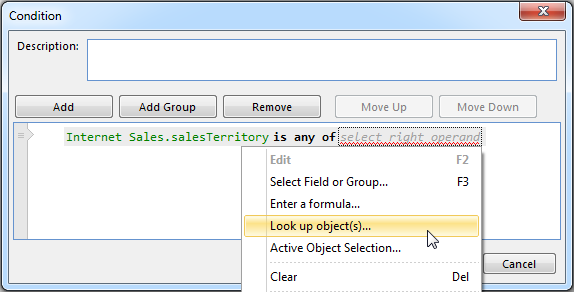 Condition
Description:
Add Add Group Remove Move Up Move Down
Internet Sales.salesTerritory is any of select right operand
Edit F2
Select Field or Group... F3
Enter a formula...
Look up object(s)...
Active Object Selection...
Clear Del
Cancel